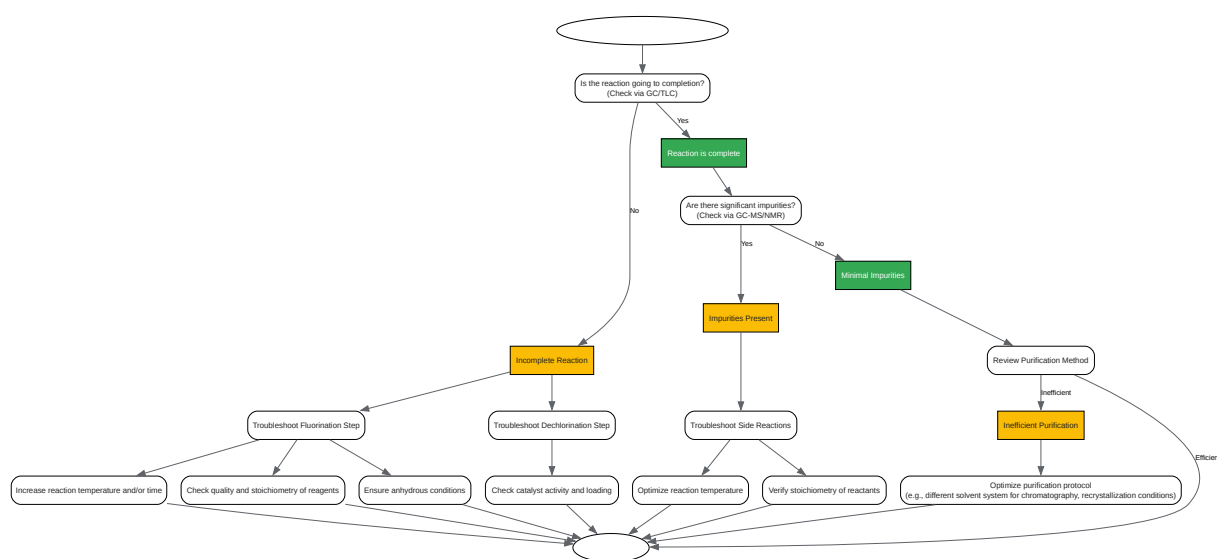 Is the reaction going to completion?
(Check via GC/TLC)
Yes
Reaction is complete
Are there significant impurities?
(Check via GC-MS/NMR)
No
Yes
No
Minimal Impurities
Impurities Present
Incomplete Reaction
Review Purification Method
Inefficient
Troubleshoot Fluorination Step
Troubleshoot Dechlorination Step
Troubleshoot Side Reactions
Inefficient Purification
Efficien
Increase reaction temperature and/or time
Check quality and stoichiometry of reagents
Ensure anhydrous conditions
Check catalyst activity and loading
Optimize reaction temperature
Verify stoichiometry of reactants
Optimize purification protocol
(e.g., different solvent system for chromatography, recrystallization conditions)